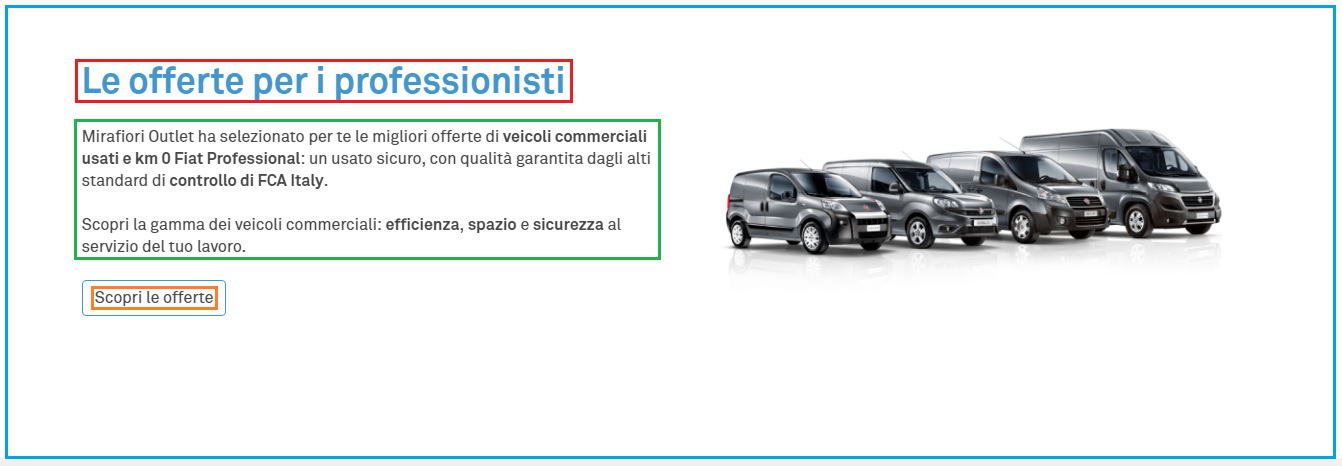 Le offerte per i professionisti
Mirafiori Outlet ha selezionato per te le migliori offerte di veicoli commerciali
usati e km 0 Fiat Professional: un usato sicuro, con qualità garantita dagli alti
standard di controllo di FCA Italy.
Scopri la gamma dei veicoli commerciali: efficienza, spazio e sicurezza al
servizio del tuo lavoro.
Scopri le offerte